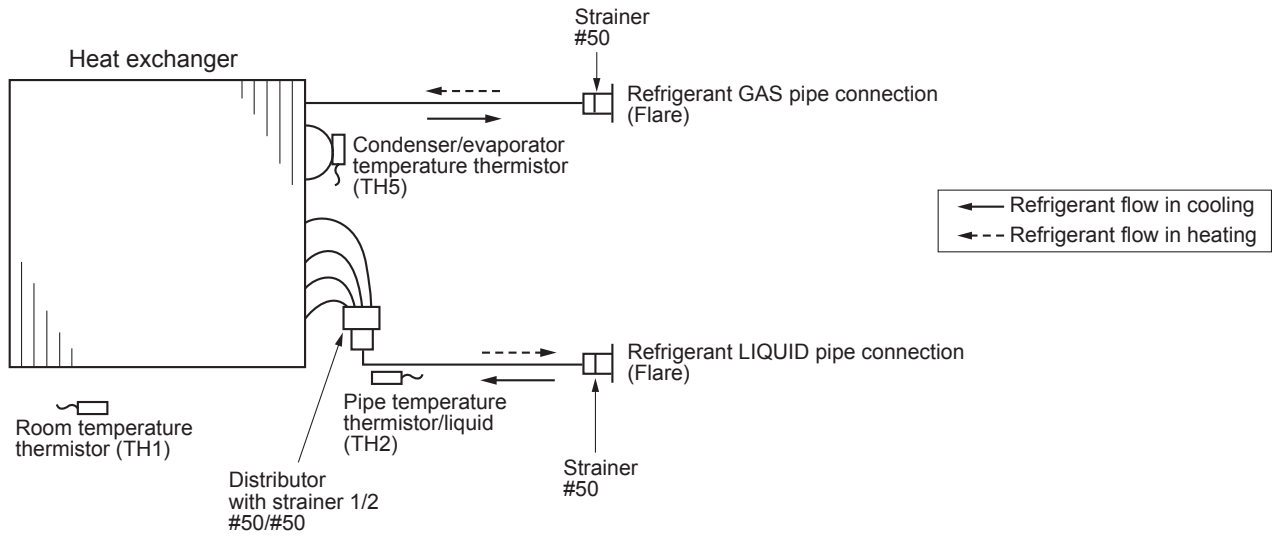 Strainer
#50
Heat exchanger
Refrigerant GAS pipe connection
(Flare)
Condenser/evaporator
temperature thermistor
(TH5)
Refrigerant flow in cooling
Refrigerant flow in heating
Refrigerant LIQUID pipe connection
(Flare)
Pipe temperature
thermistor/liquid
(TH2)
Room temperature
thermistor (TH1)
Strainer
#50
Distributor
with strainer 1/2
#50/#50